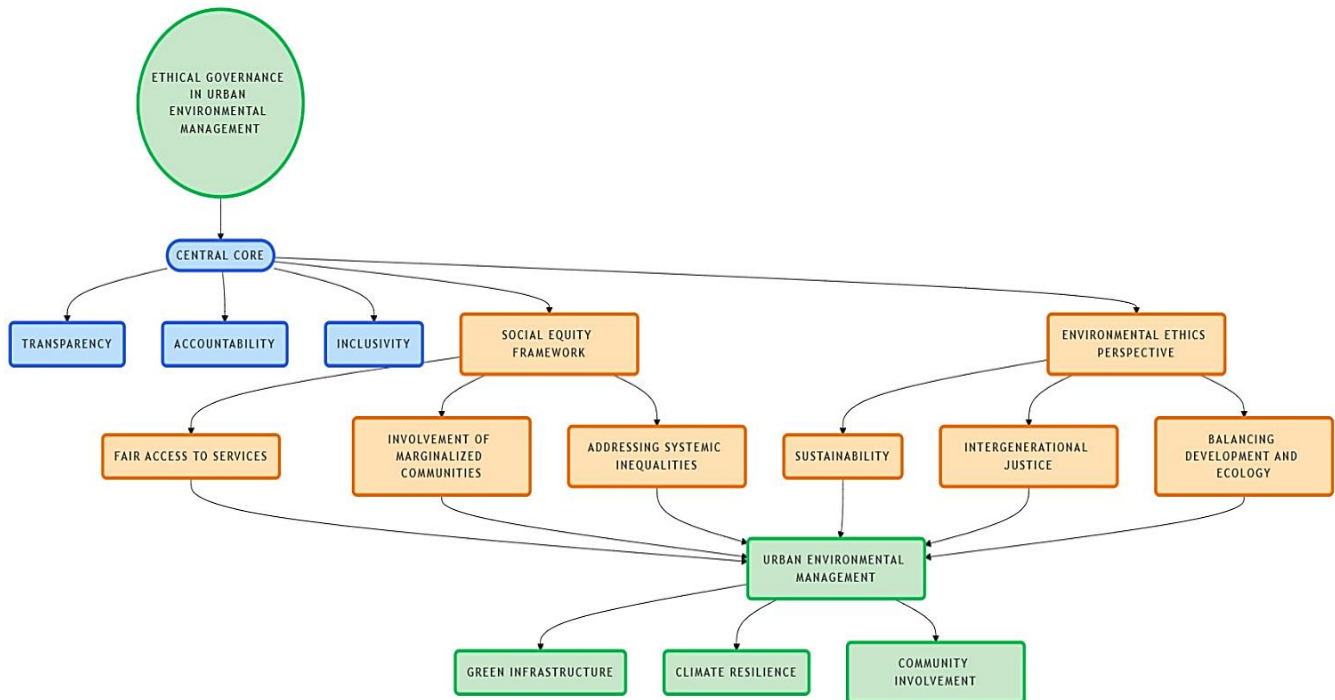 ETHICAL GOVERNANCE
IN URBAN
ENVIRONMENTAL
MANAGEMENT
CENTRAL CORE
TRANSPARENCY
ACCOUNTABILITY
INCLUSIVITY
SOCIAL EQUITY
FRAMEWORK
ENVIRONMENTAL ETHICS
PERSPECTIVE
FAIR ACCESS TO SERVICES
INVOLVEMENT OF
MARGINALIZED
COMMUNITIES
ADDRESSING SYSTEMIC
INEQUALITIES
SUSTAINABILITY
INTERGENERATIONAL
JUSTICE
BALANCING
DEVELOPMENT AND
ECOLOGY
URBAN ENVIRONMENTAL
MANAGEMENT
GREEN INFRASTRUCTURE
CLIMATE RESILIENCE
COMMUNITY
INVOLVEMENT